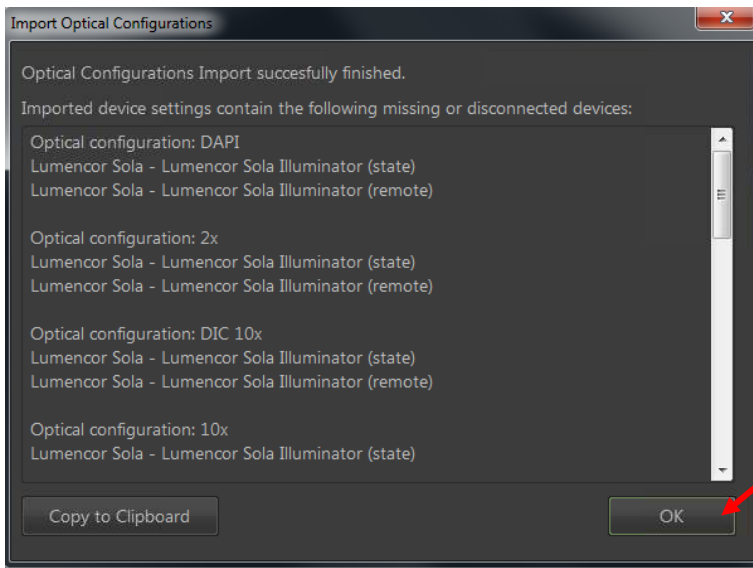 Import Optical Configurations
Optical Configurations Import succesfully finished.
Imported device settings contain the following missing or disconnected devices:
Optical configuration: DAPI
Lumencor Sola - Lumencor Sola Illuminator (state)
Lumencor Sola - Lumencor Sola Illuminator (remote)
Optical configuration: 2x
Lumencor Sola - Lumencor Sola Illuminator (state)
Lumencor Sola - Lumencor Sola Illuminator (remote)
Optical configuration: DIC 10x
Lumencor Sola - Lumencor Sola Illuminator (state)
Lumencor Sola - Lumencor Sola Illuminator (remote)
Optical configuration: 10x
Lumencor Sola - Lumencor Sola Illuminator (state)
Copy to Clipboard
OK